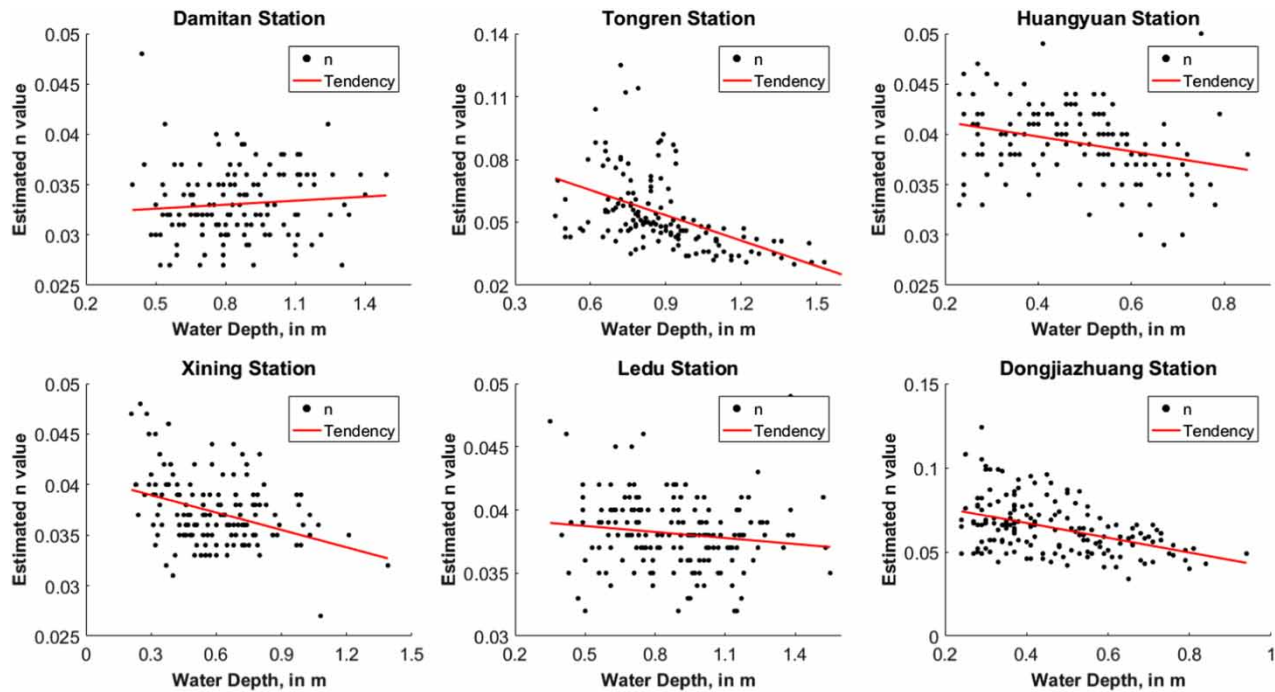 Damitan Station
0.05
0.045
0.04
0.035
0.03
0.025
Estimated n value
n
Tendency
0.2 0.5 0.8 1.1 1.4
Water Depth, in m
Tongren Station
0.14
0.11
0.08
0.05
0.02
Estimated n value
n
Tendency
0.3 0.6 0.9 1.2 1.5
Water Depth, in m
Huangyuan Station
0.05
0.045
0.04
0.035
0.03
0.025
Estimated n value
n
Tendency
0.2 0.4 0.6 0.8
Water Depth, in m
Xining Station
0.05
0.045
0.04
0.035
0.03
0.025
Estimated n value
n
Tendency
0 0.3 0.6 0.9 1.2 1.5
Water Depth, in m
Ledu Station
0.05
0.045
0.04
0.035
0.03
Estimated n value
n
Tendency
0.2 0.6 1 1.4
Water Depth, in m
Dongjiazhuang Station
0.15
0.1
0.05
0
Estimated n value
n
Tendency
0.2 0.4 0.6 0.8 1
Water Depth, in m